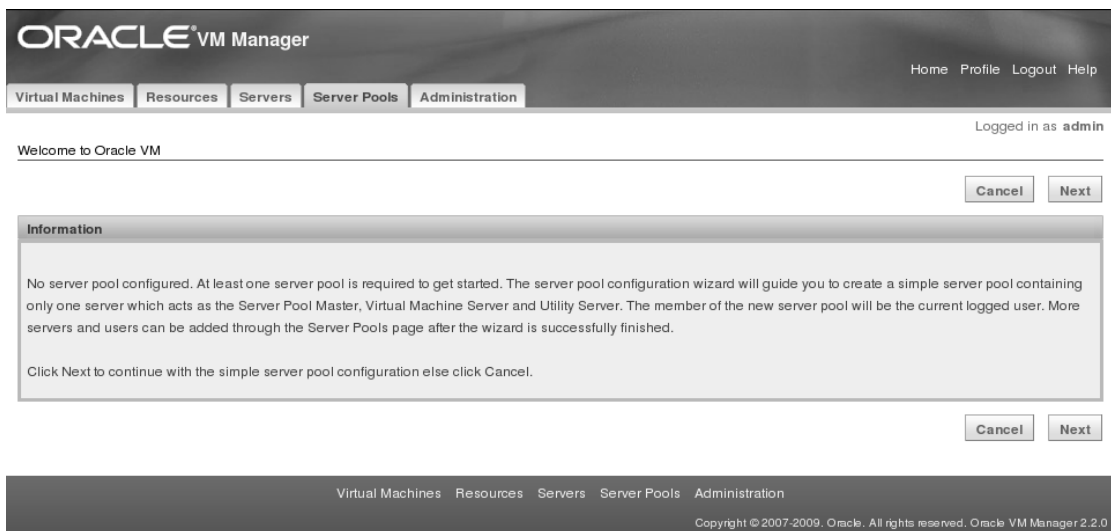 ORACLE® VM Manager
Home Profile Logout Help
Virtual Machines Resources Servers Server Pools Administration
Logged in as admin
Welcome to Oracle VM
Cancel Next
Information
No server pool configured. At least one server pool is required to get started. The server pool configuration wizard will guide you to create a simple server pool containing
only one server which acts as the Server Pool Master, Virtual Machine Server and Utility Server. The member of the new server pool will be the current logged user. More
servers and users can be added through the Server Pools page after the wizard is successfully finished.
Click Next to continue with the simple server pool configuration else click Cancel.
Cancel Next
Virtual Machines Resources Servers Server Pools Administration
Copyright © 2007-2009. Oracle. All rights reserved. Oracle VM Manager 2.2.0